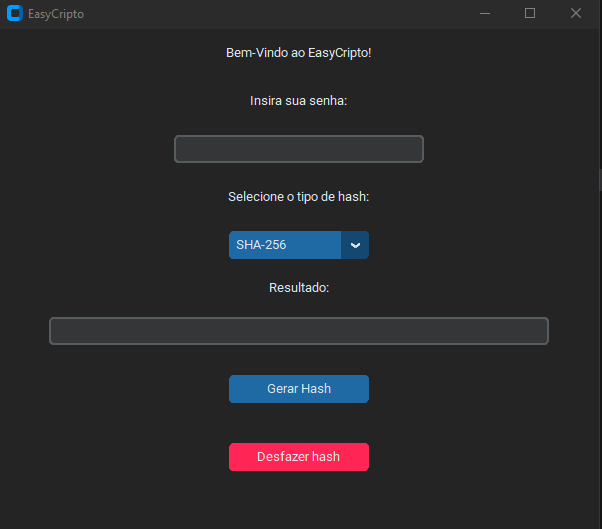 EasyCripto
Bem-Vindo ao EasyCripto!
Insira sua senha:
Selecione o tipo de hash:
SHA-256
Resultado:
Gerar Hash
Desfazer hash